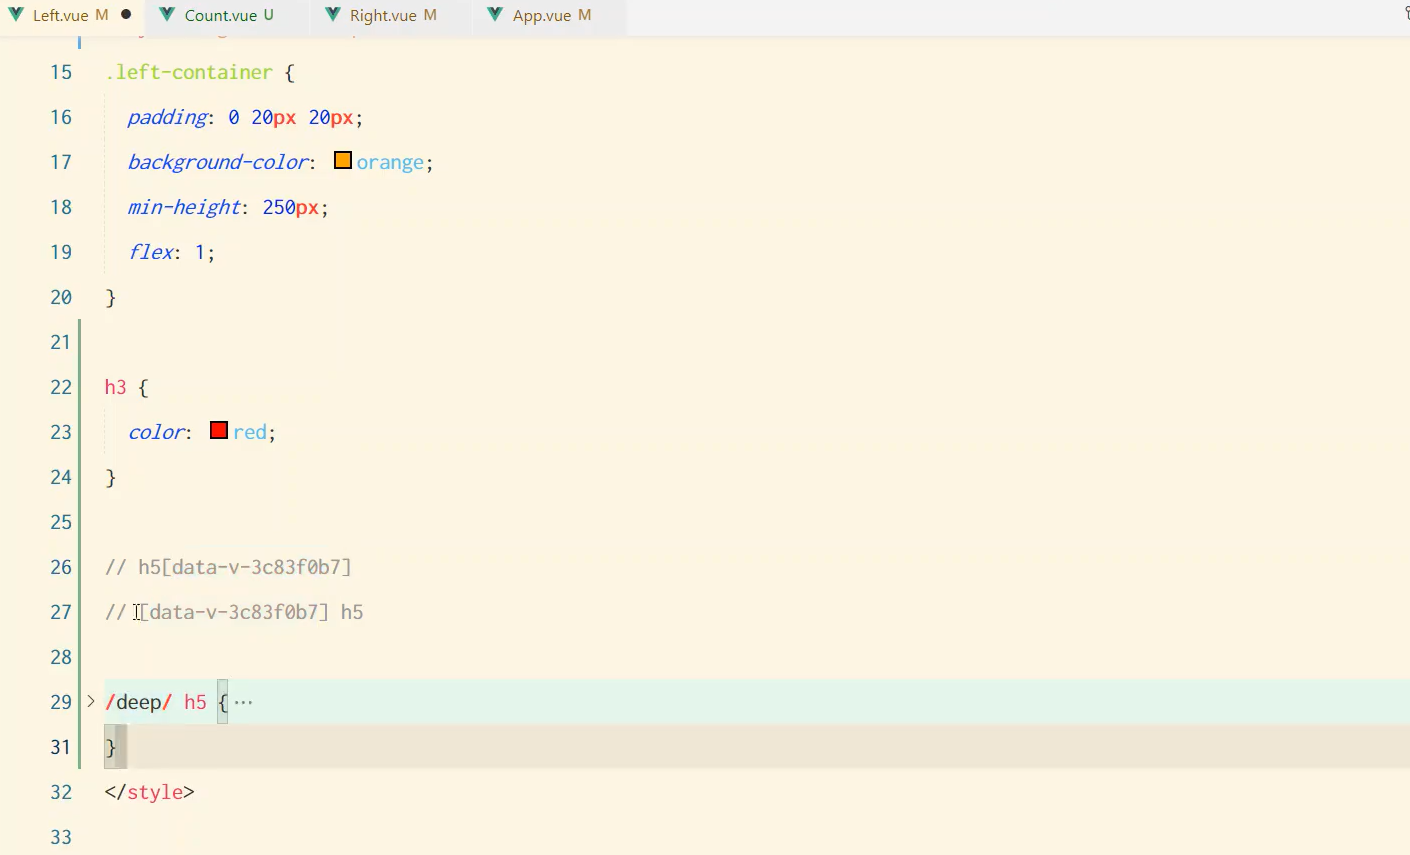 Left.vue M ● Count.vue U Right.vue M App.vue M
15 .left-container {
16 padding: 0 20px 20px;
17 background-color: orange;
18 min-height: 250px;
19 flex: 1;
20 }
21
22 h3 {
23 color: red;
24 }
25
26 // h5[data-v-3c83f0b7]
27 // [data-v-3c83f0b7] h5
28
29 /deep/ h5 {···
31 }
32 </style>
33